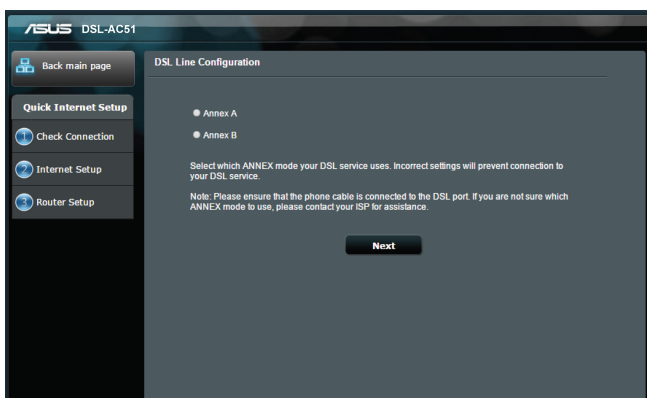 ASUS DSL-AC51
Back main page
Quick Internet Setup
1 Check Connection
2 Internet Setup
3 Router Setup
DSL Line Configuration
Annex A
Annex B
Select which ANNEX mode your DSL service uses. Incorrect settings will prevent connection to
your DSL service.
Note: Please ensure that the phone cable is connected to the DSL port. If you are not sure which
ANNEX mode to use, please contact your ISP for assistance.
Next